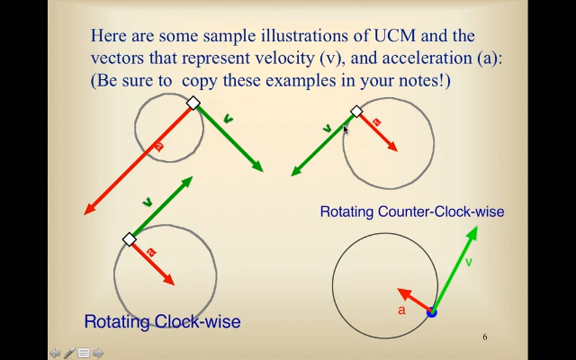 Here are some sample illustrations of UCM and the
vectors that represent velocity (v), and acceleration (a):
(Be sure to copy these examples in your notes!)
a
v
v
a
v
a
Rotating Counter-Clock-wise
v
a
Rotating Clock-wise
6